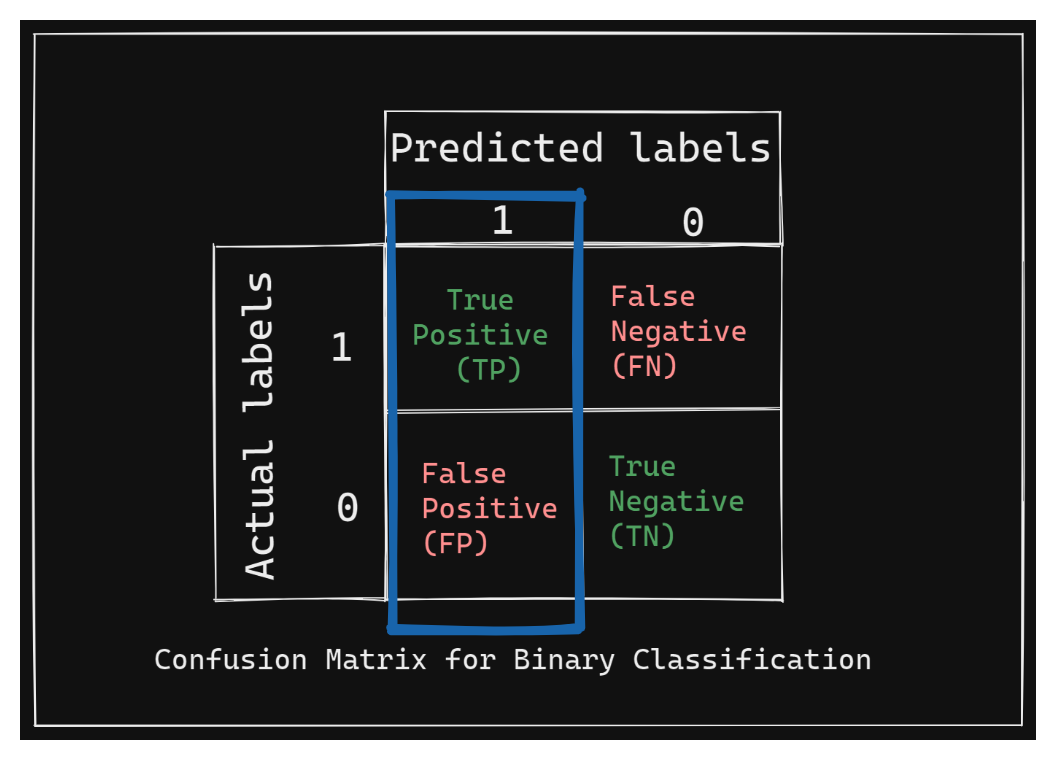 Predicted labels
1 0
Actual labels
1
True
Positive
(TP)
False
Negative
(FN)
0
False
Positive
(FP)
True
Negative
(TN)
Confusion Matrix for Binary Classification